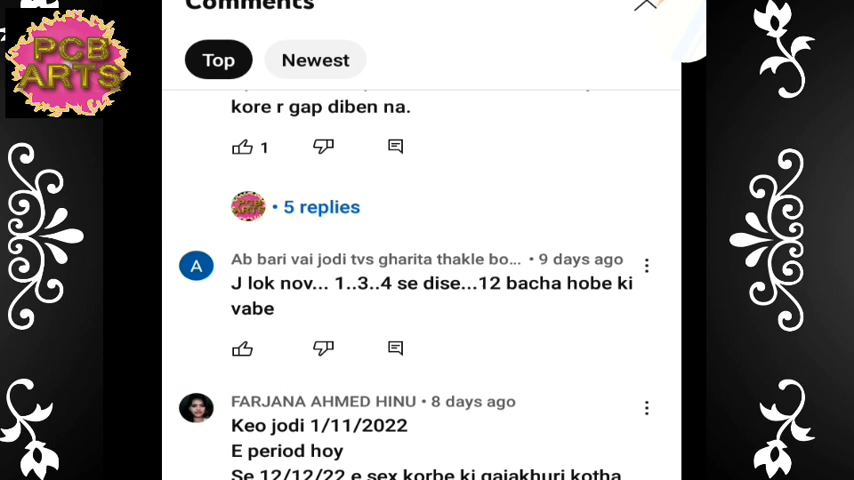 Comments
PCB
ARTS
Top
Newest
kore r gap diben na.
1
• 5 replies
A
Ab bari vai jodi tvs gharita thakle bo... • 9 days ago
J lok nov... 1..3..4 se dise...12 bacha hobe ki
vabe
FARJANA AHMED HINU • 8 days ago
Keo jodi 1/11/2022
E period hoy
Se 12/12/22 e sex korbe ki gajakhuri kotha